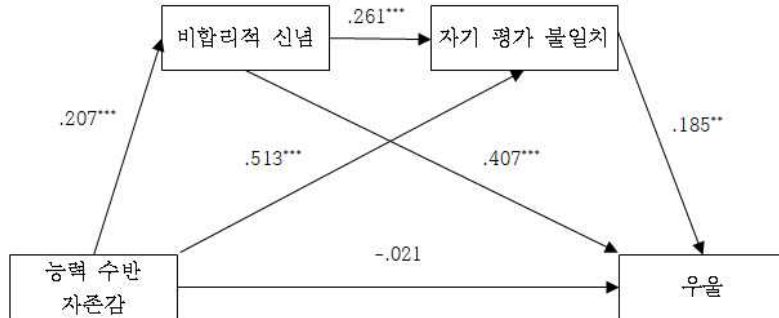 비합리적 신념
.261***
자기 평가 불일치
.207***
.513***
.407***
.185**
-.021
능력 수반
자존감
우울